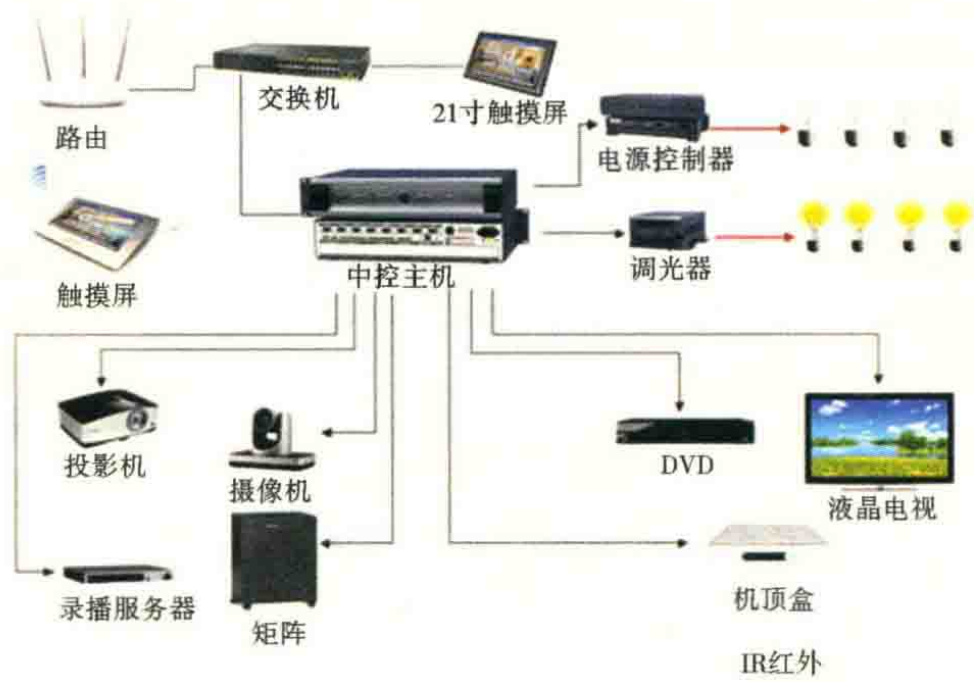 交换机
21寸触摸屏
路由
电源控制器
触摸屏
中控主机
调光器
投影机
摄像机
DVD
液晶电视
录播服务器
矩阵
机顶盒
IR红外